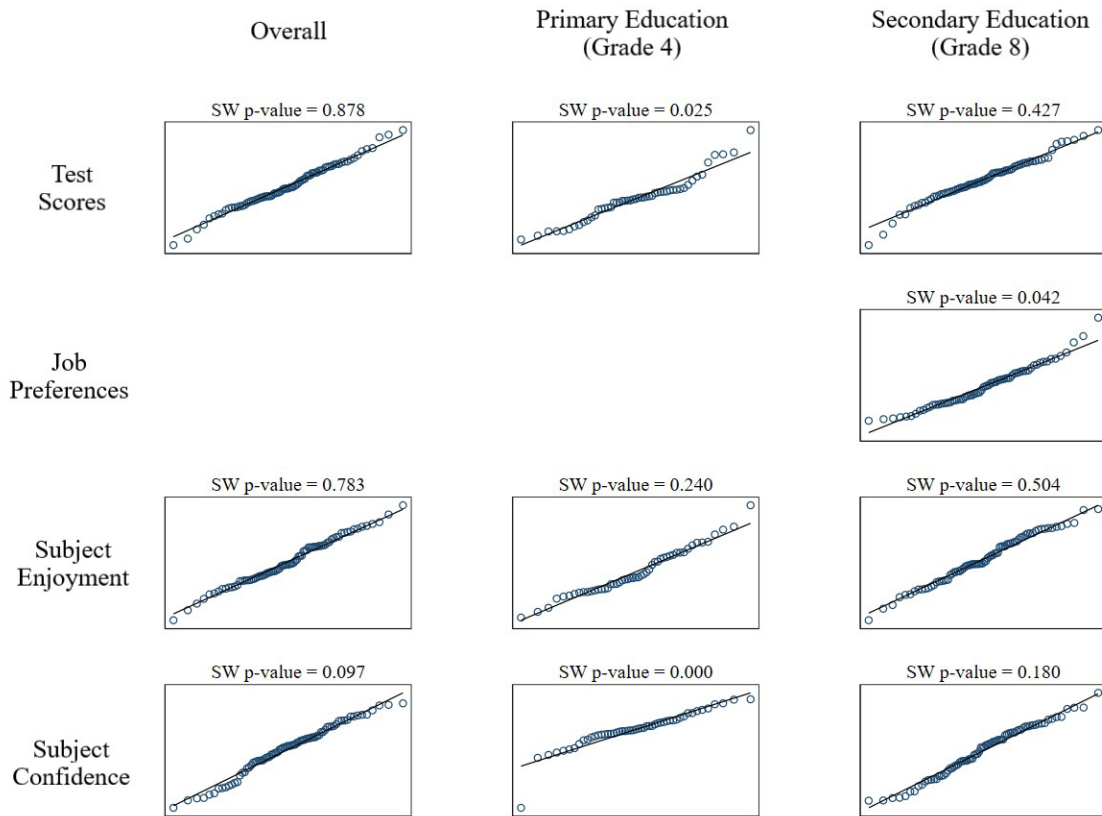 Overall
Primary Education
(Grade 4)
Secondary Education
(Grade 8)
Test
Scores
SW p-value = 0.878
SW p-value = 0.025
SW p-value = 0.427
Job
Preferences
SW p-value = 0.042
Subject
Enjoyment
SW p-value = 0.783
SW p-value = 0.240
SW p-value = 0.504
Subject
Confidence
SW p-value = 0.097
SW p-value = 0.000
SW p-value = 0.180